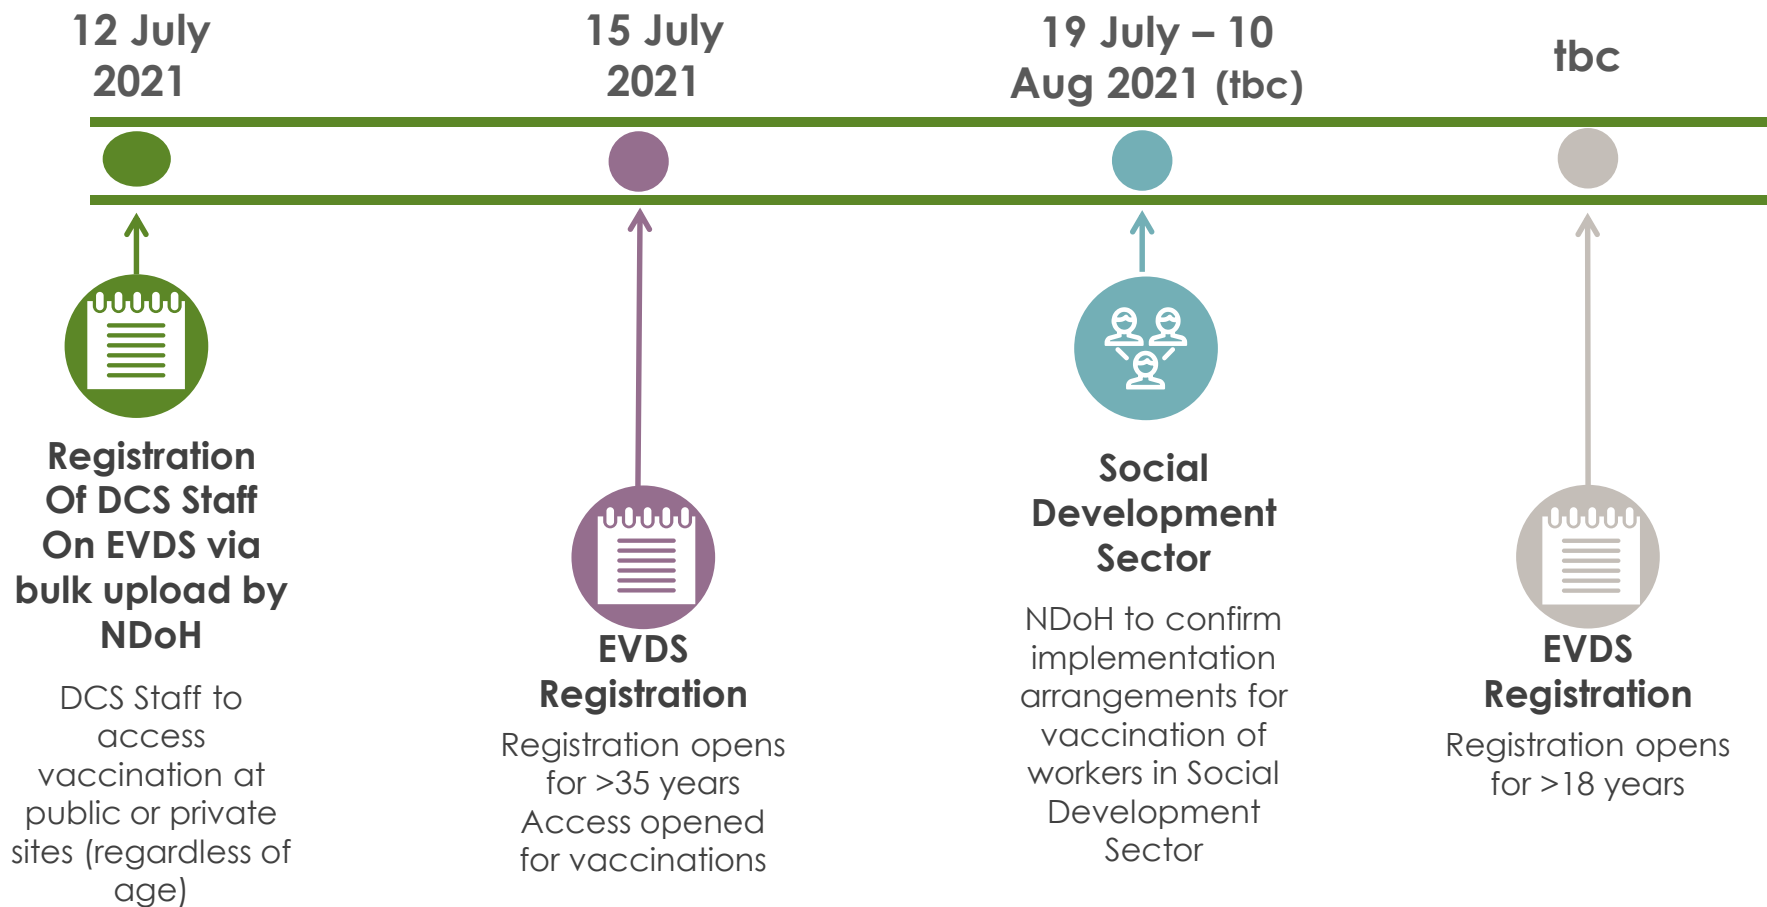 12 July
2021
15 July
2021
19 July – 10
Aug 2021 (tbc)
tbc
Registration
Of DCS Staff
On EVDS via
bulk upload by
NDoH
DCS Staff to
access
vaccination at
public or private
sites (regardless of
age)
EVDS
Registration
Registration opens
for >35 years
Access opened
for vaccinations
Social
Development
Sector
NDoH to confirm
implementation
arrangements for
vaccination of
workers in Social
Development
Sector
EVDS
Registration
Registration opens
for >18 years